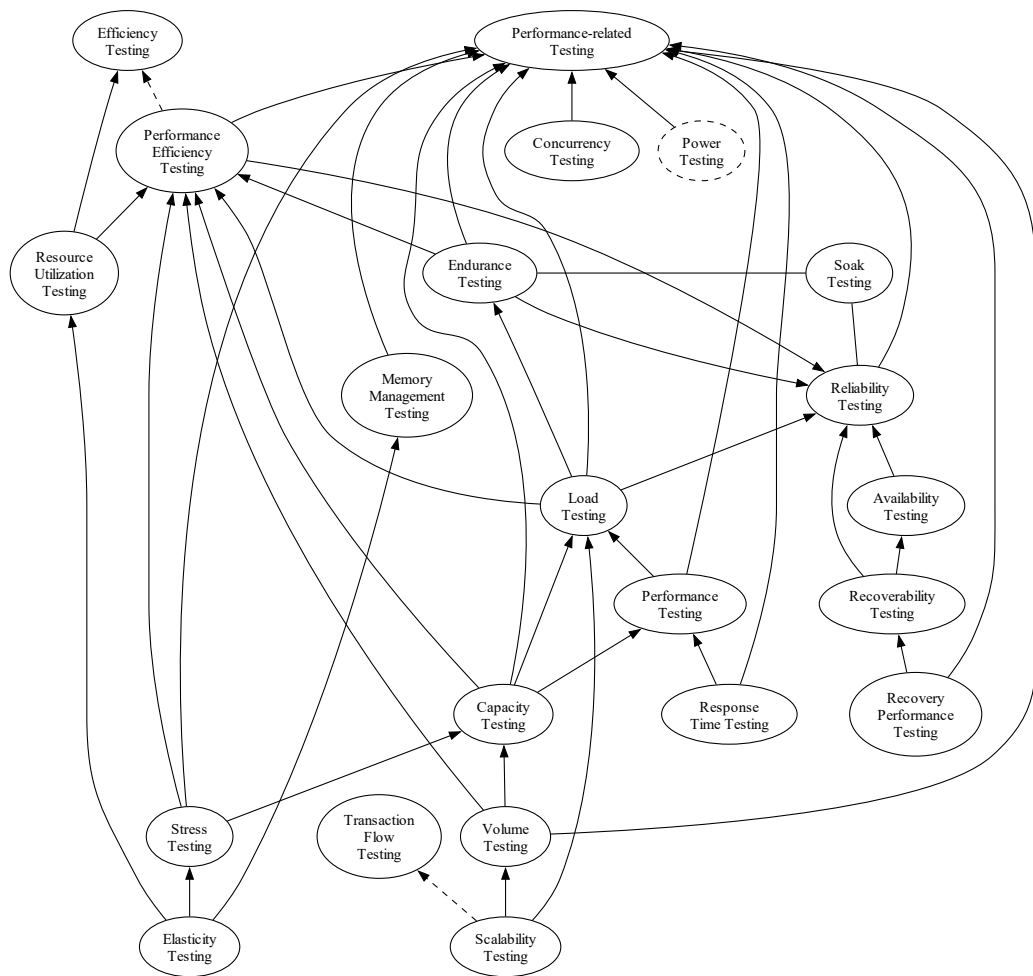 Efficiency
Testing
Performance-related
Testing
Performance
Efficiency
Testing
Concurrency
Testing
Power
Testing
Resource
Utilization
Testing
Endurance
Testing
Soak
Testing
Memory
Management
Testing
Reliability
Testing
Load
Testing
Availability
Testing
Performance
Testing
Recoverability
Testing
Capacity
Testing
Response
Time Testing
Recovery
Performance
Testing
Stress
Testing
Transaction
Flow
Testing
Volume
Testing
Elasticity
Testing
Scalability
Testing